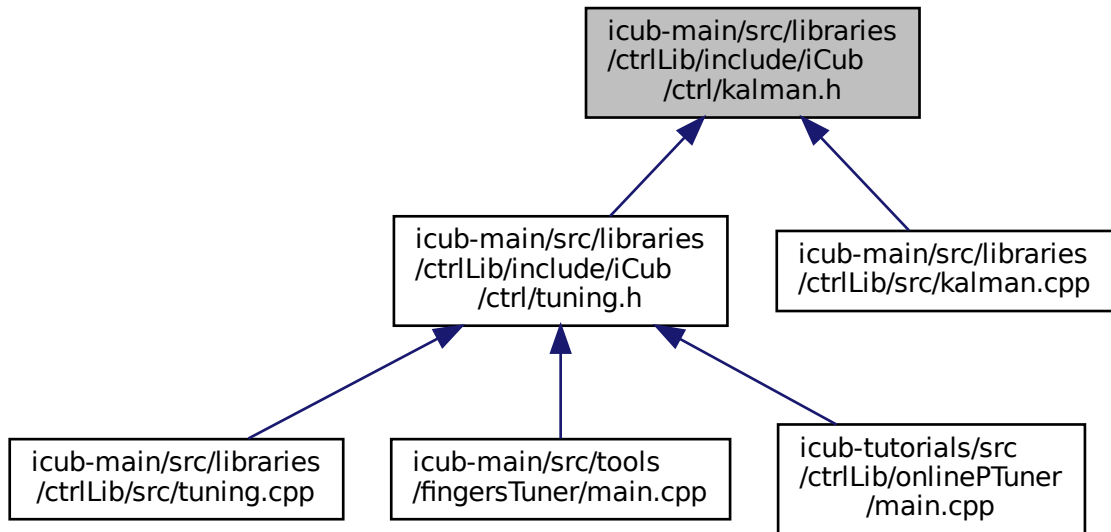 icub-main/src/libraries
/ctrlLib/include/iCub
/ctrl/kalman.h
icub-main/src/libraries
/ctrlLib/include/iCub
/ctrl/tuning.h
icub-main/src/libraries
/ctrlLib/src/kalman.cpp
icub-main/src/libraries
/ctrlLib/src/tuning.cpp
icub-main/src/tools
/fingersTuner/main.cpp
icub-tutorials/src
/ctrlLib/onlinePTuner
/main.cpp